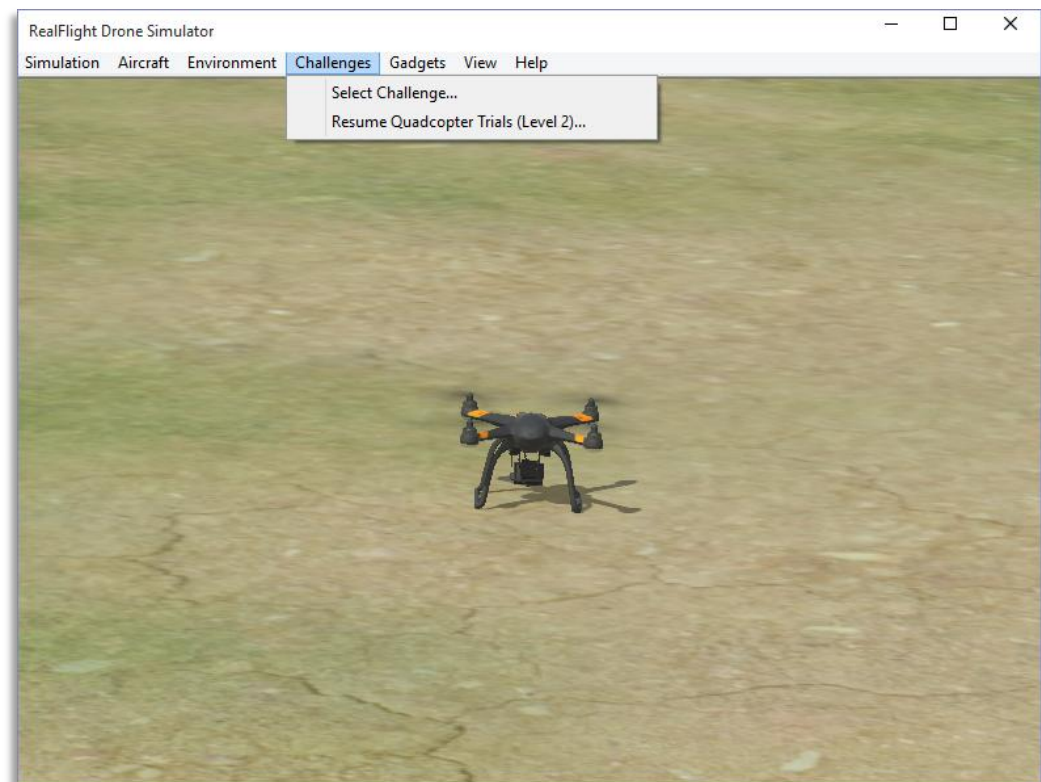 RealFlight Drone Simulator
Simulation Aircraft Environment Challenges Gadgets View Help
Select Challenge...
Resume Quadcopter Trials (Level 2)...